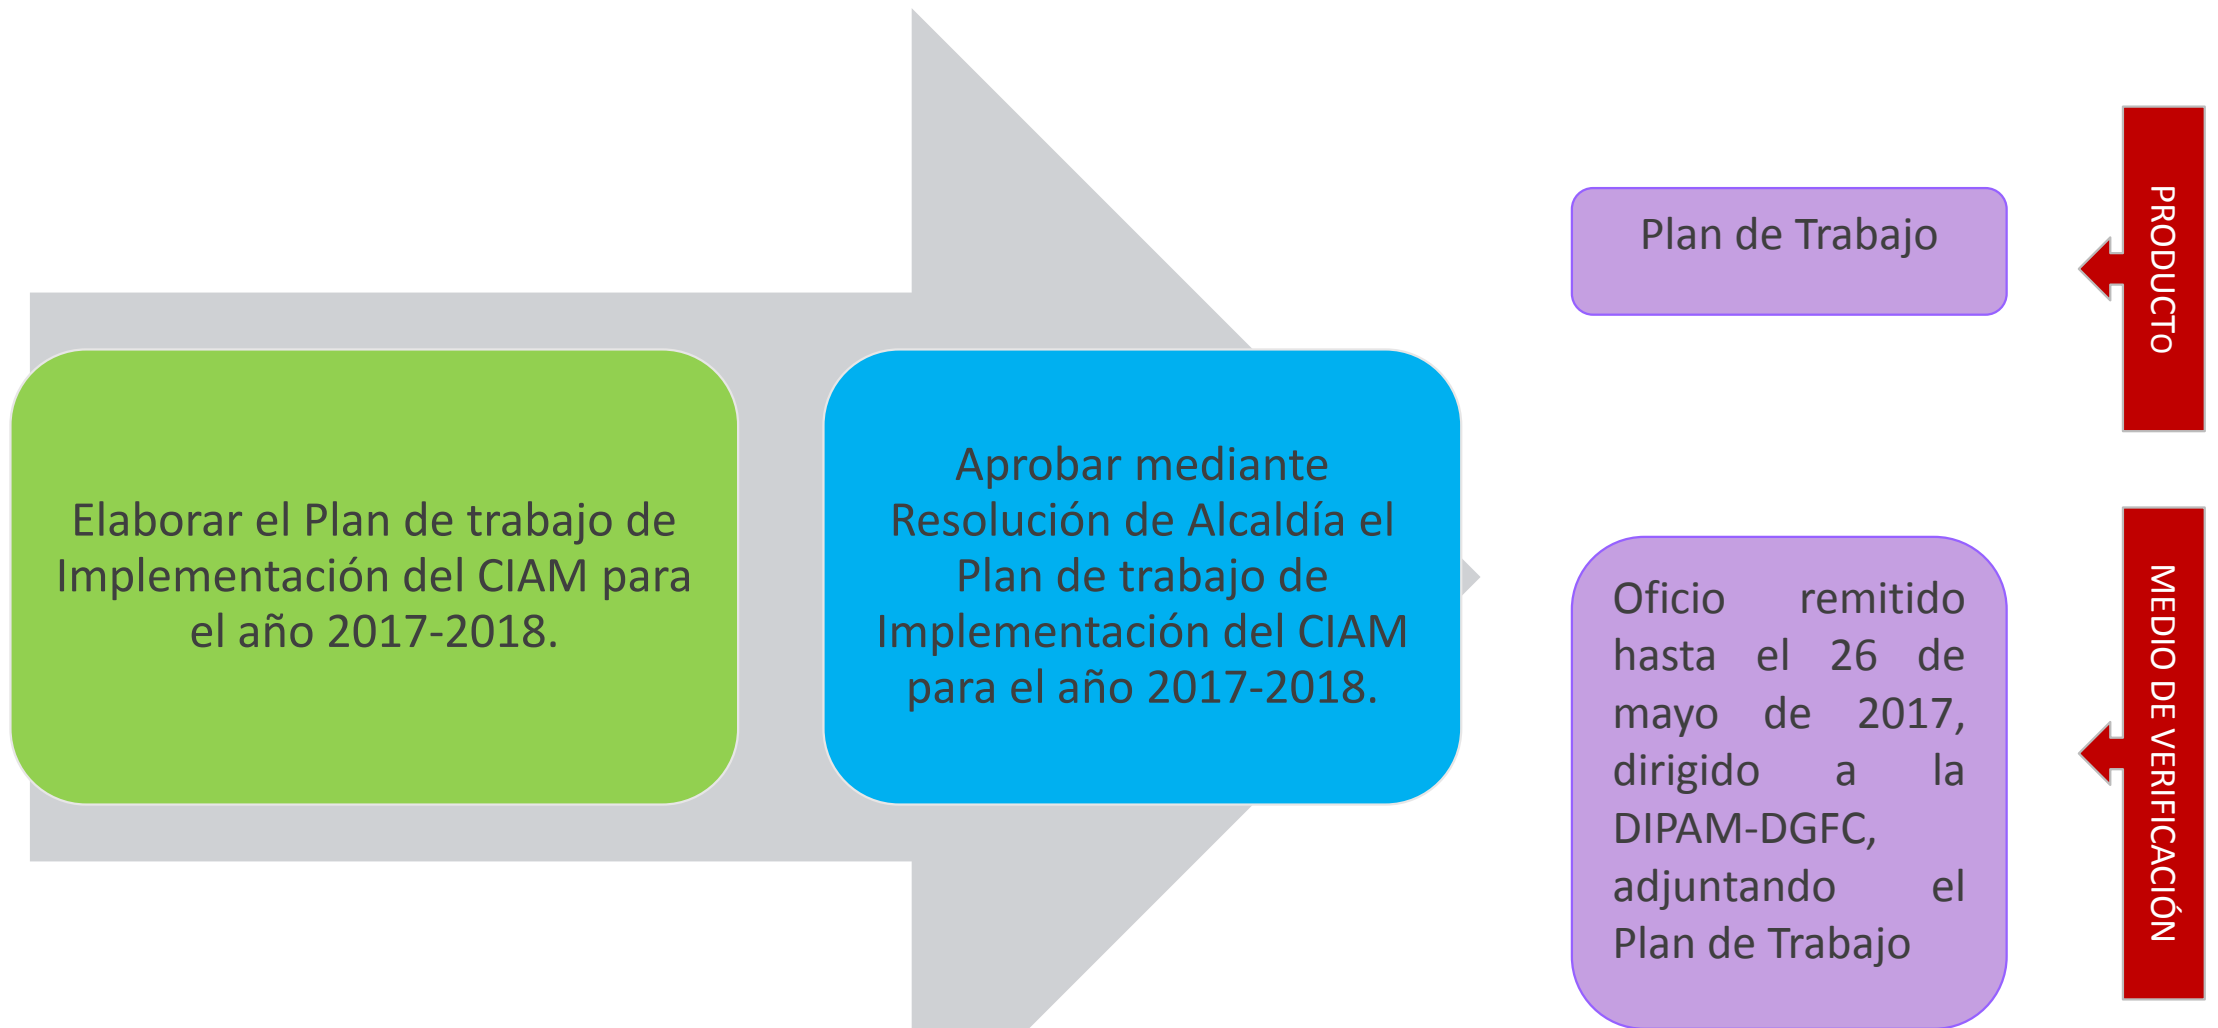 Elaborar el Plan de trabajo de
Implementación del CIAM para
el año 2017-2018.
Aprobar mediante
Resolución de Alcaldía el
Plan de trabajo de
Implementación del CIAM
para el año 2017-2018.
Plan de Trabajo
PRODUCTo
Oficio remitido
hasta el 26 de
mayo de 2017,
dirigido a la
DIPAM-DGFC,
adjuntando el
Plan de Trabajo
MEDIO DE VERIFICACIÓN